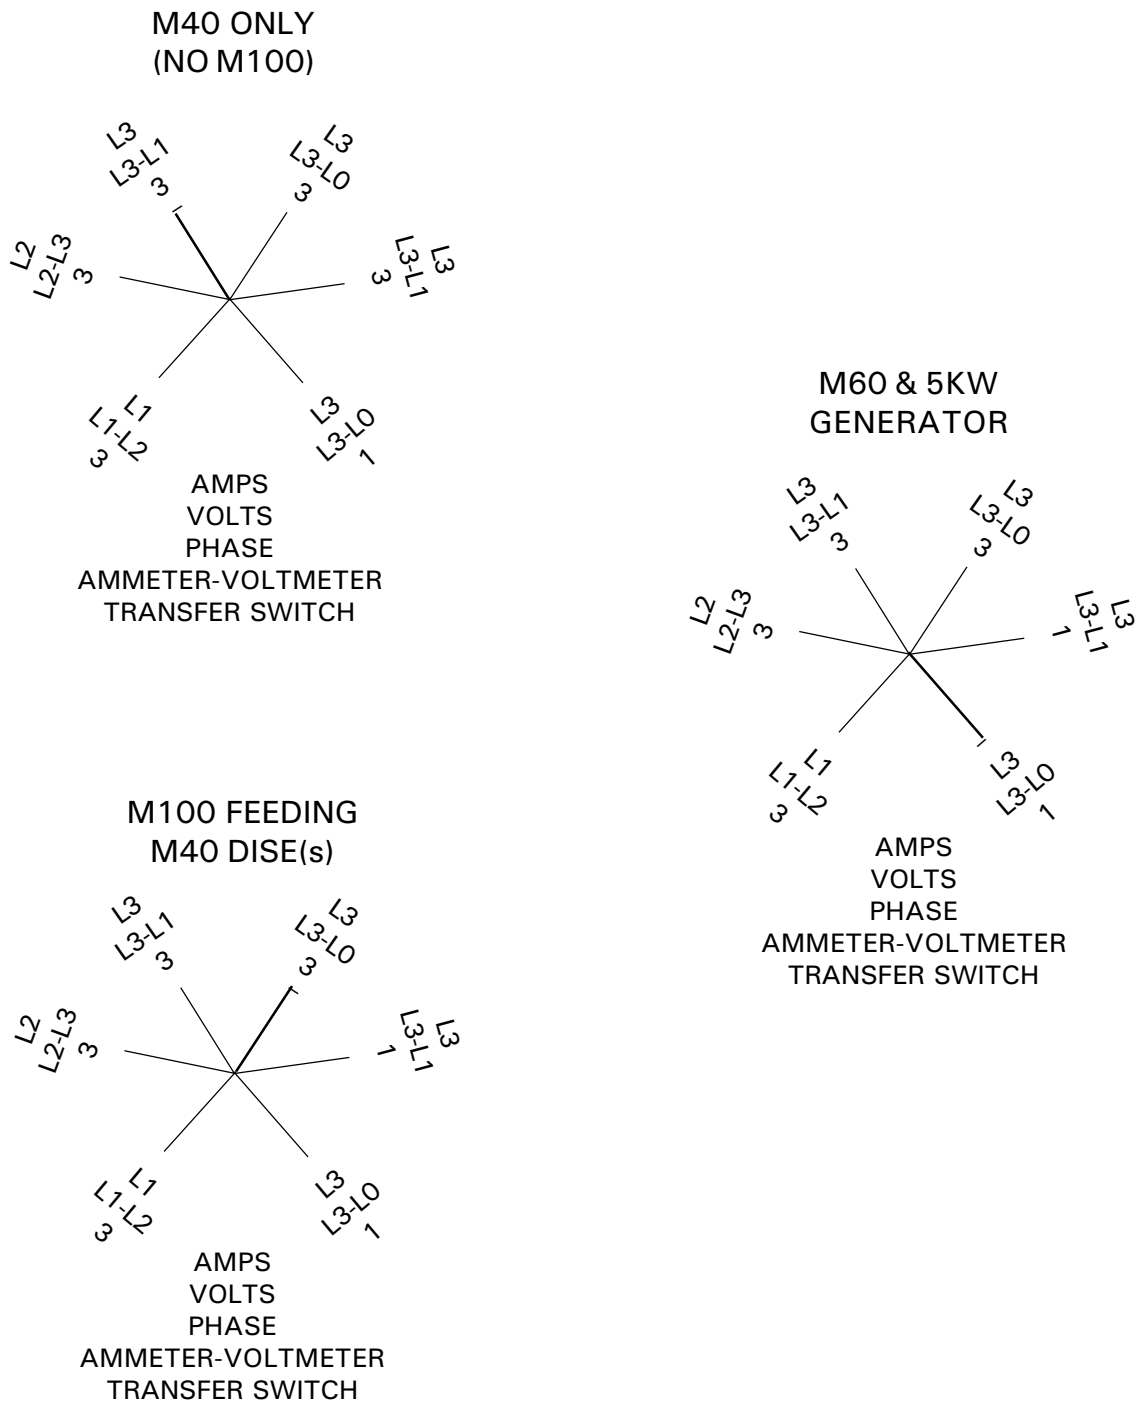 M40 ONLY
(NO M100)
L3
L3-L1
3
L3
L3-L0
3
L2
L2-L3
3
L3
L3-L1
3
L1
L1-L2
3
L3
L3-L0
1
AMPS
VOLTS
PHASE
AMMETER-VOLTMETER
TRANSFER SWITCH
M60 & 5KW
GENERATOR
L3
L3-L1
3
L3
L3-L0
3
L2
L2-L3
3
L3
L3-L1
1
L1
L1-L2
3
L3
L3-L0
1
AMPS
VOLTS
PHASE
AMMETER-VOLTMETER
TRANSFER SWITCH
M100 FEEDING
M40 DISE(s)
L3
L3-L1
3
L3
L3-L0
3
L2
L2-L3
3
L3
L3-L1
1
L1
L1-L2
3
L3
L3-L0
1
AMPS
VOLTS
PHASE
AMMETER-VOLTMETER
TRANSFER SWITCH